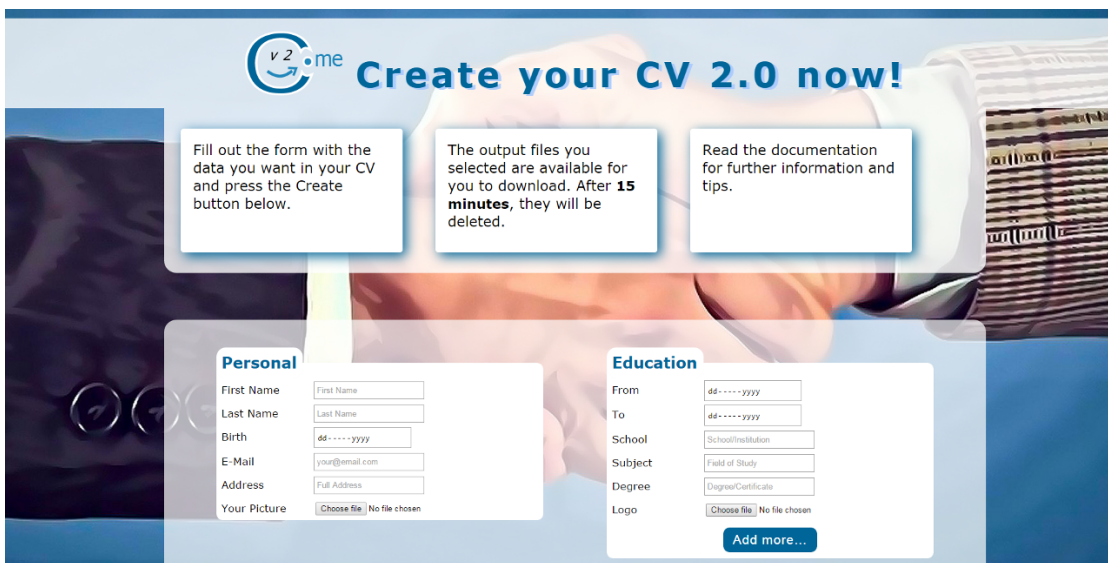 v 2
me
Create your CV 2.0 now!
Fill out the form with the
data you want in your CV
and press the Create
button below.
The output files you
selected are available for
you to download. After 15
minutes, they will be
deleted.
Read the documentation
for further information and
tips.
Personal
First Name
First Name
Last Name
Last Name
Birth
dd-----yyyy
E-Mail
your@email.com
Address
Full Address
Your Picture
Choose file No file chosen
Education
From
dd-----yyyy
To
dd-----yyyy
School
School/Institution
Subject
Field of Study
Degree
Degree/Certificate
Logo
Choose file No file chosen
Add more...